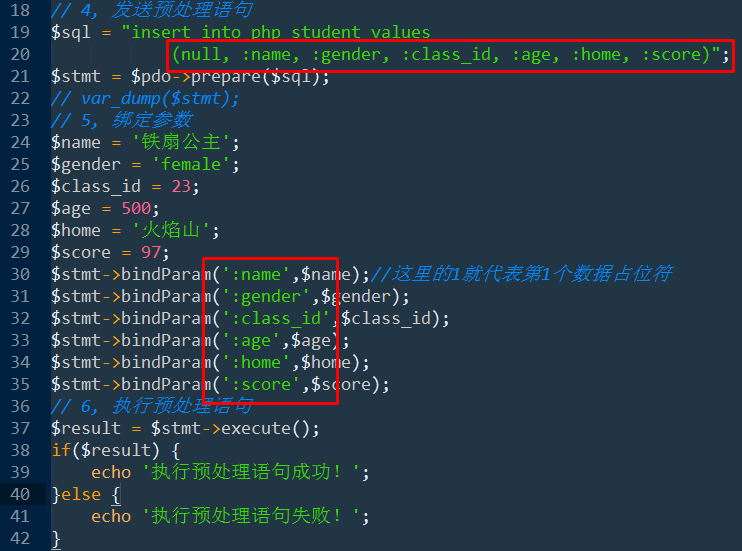 18 // 4, 发送预处理语句
19 $sql = "insert into php_student values
20 (null, :name, :gender, :class_id, :age, :home, :score)";
21 $stmt = $pdo->prepare($sql);
22 // var_dump($stmt);
23 // 5, 绑定参数
24 $name = '铁扇公主';
25 $gender = 'female';
26 $class_id = 23;
27 $age = 500;
28 $home = '火焰山';
29 $score = 97;
30 $stmt->bindParam(':name',$name);//这里的1就代表第1个数据占位符
31 $stmt->bindParam(':gender',$gender);
32 $stmt->bindParam(':class_id',$class_id);
33 $stmt->bindParam(':age',$age);
34 $stmt->bindParam(':home',$home);
35 $stmt->bindParam(':score',$score);
36 // 6, 执行预处理语句
37 $result = $stmt->execute();
38 if($result) {
39 echo '执行预处理语句成功! ';
40 }else {
41 echo '执行预处理语句失败! ';
42 }